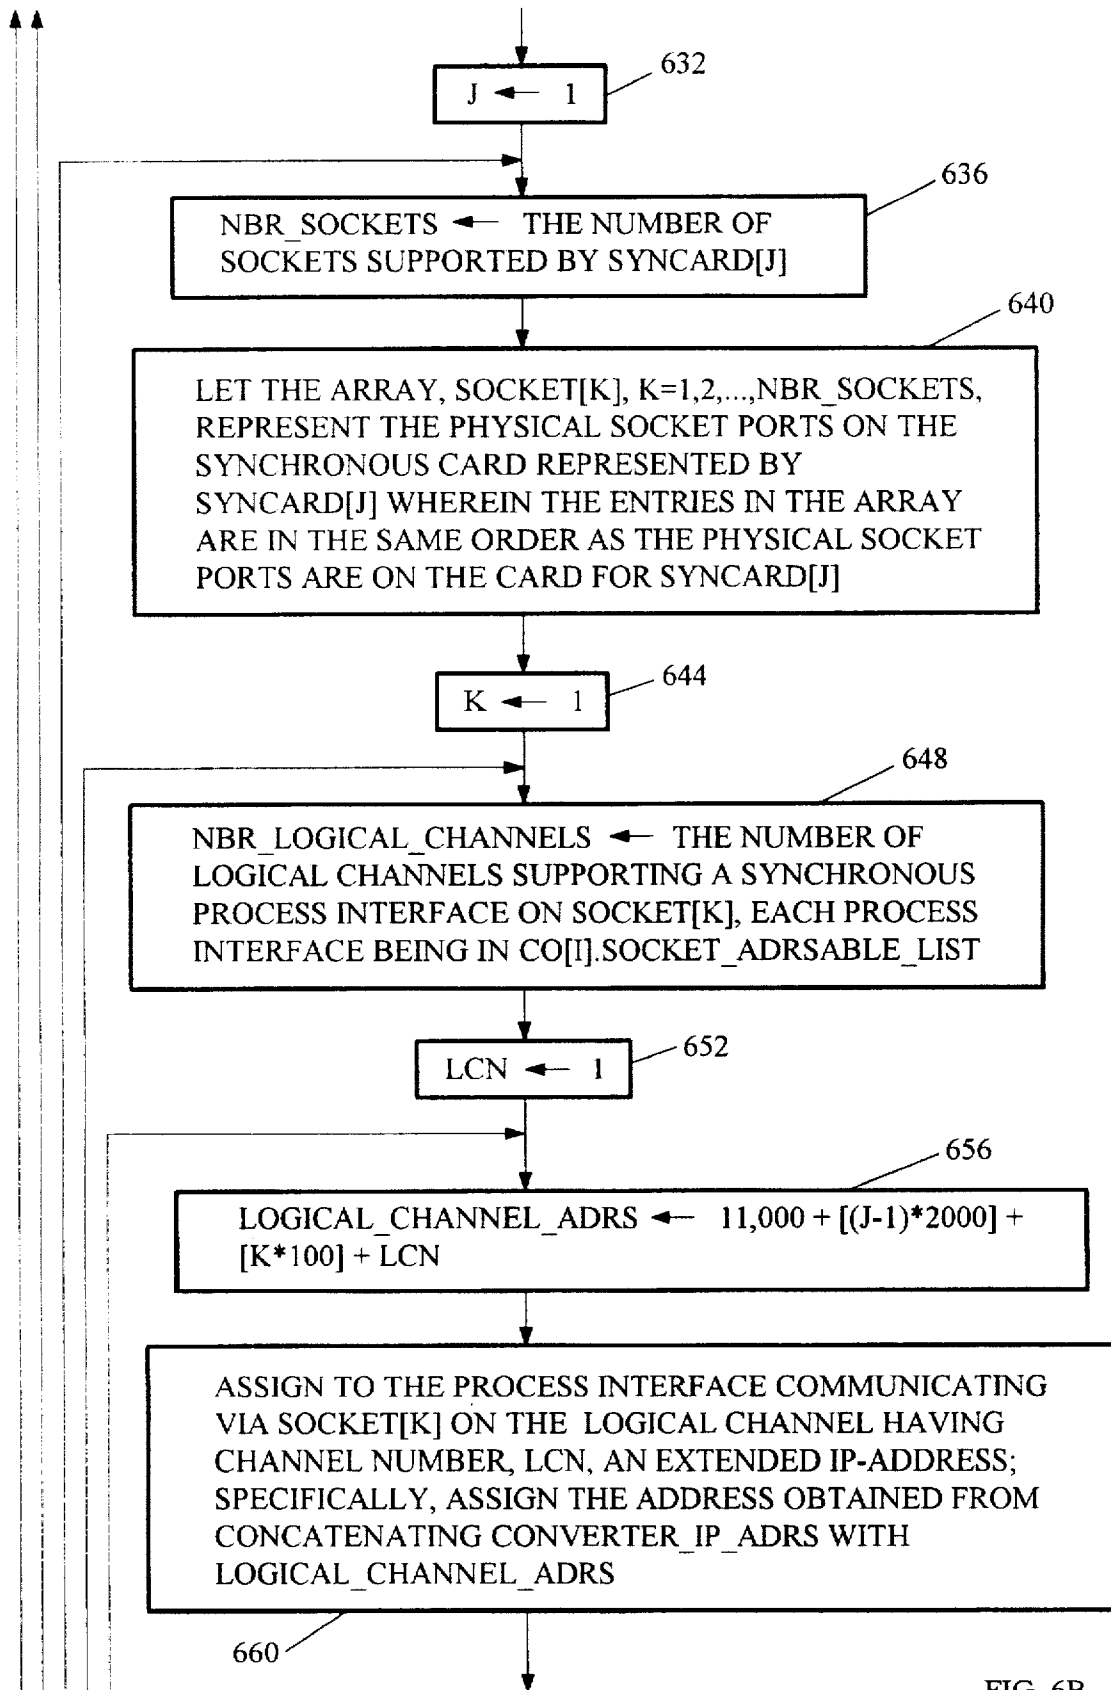 632
J ← 1
636
NBR_SOCKETS ← THE NUMBER OF
SOCKETS SUPPORTED BY SYNCARD[J]
640
LET THE ARRAY, SOCKET[K], K=1,2,...,NBR_SOCKETS,
REPRESENT THE PHYSICAL SOCKET PORTS ON THE
SYNCHRONOUS CARD REPRESENTED BY
SYNCARD[J] WHEREIN THE ENTRIES IN THE ARRAY
ARE IN THE SAME ORDER AS THE PHYSICAL SOCKET
PORTS ARE ON THE CARD FOR SYNCARD[J]
644
K ← 1
648
NBR_LOGICAL_CHANNELS ← THE NUMBER OF
LOGICAL CHANNELS SUPPORTING A SYNCHRONOUS
PROCESS INTERFACE ON SOCKET[K], EACH PROCESS
INTERFACE BEING IN CO[I].SOCKET_ADRSABLE_LIST
652
LCN ← 1
656
LOGICAL_CHANNEL_ADRS ← 11,000 + [(J-1)*2000] +
[K*100] + LCN
ASSIGN TO THE PROCESS INTERFACE COMMUNICATING
VIA SOCKET[K] ON THE LOGICAL CHANNEL HAVING
CHANNEL NUMBER, LCN, AN EXTENDED IP-ADDRESS;
SPECIFICALLY, ASSIGN THE ADDRESS OBTAINED FROM
CONCATENATING CONVERTER_IP_ADRS WITH
LOGICAL_CHANNEL_ADRS
660
FIG. 6B